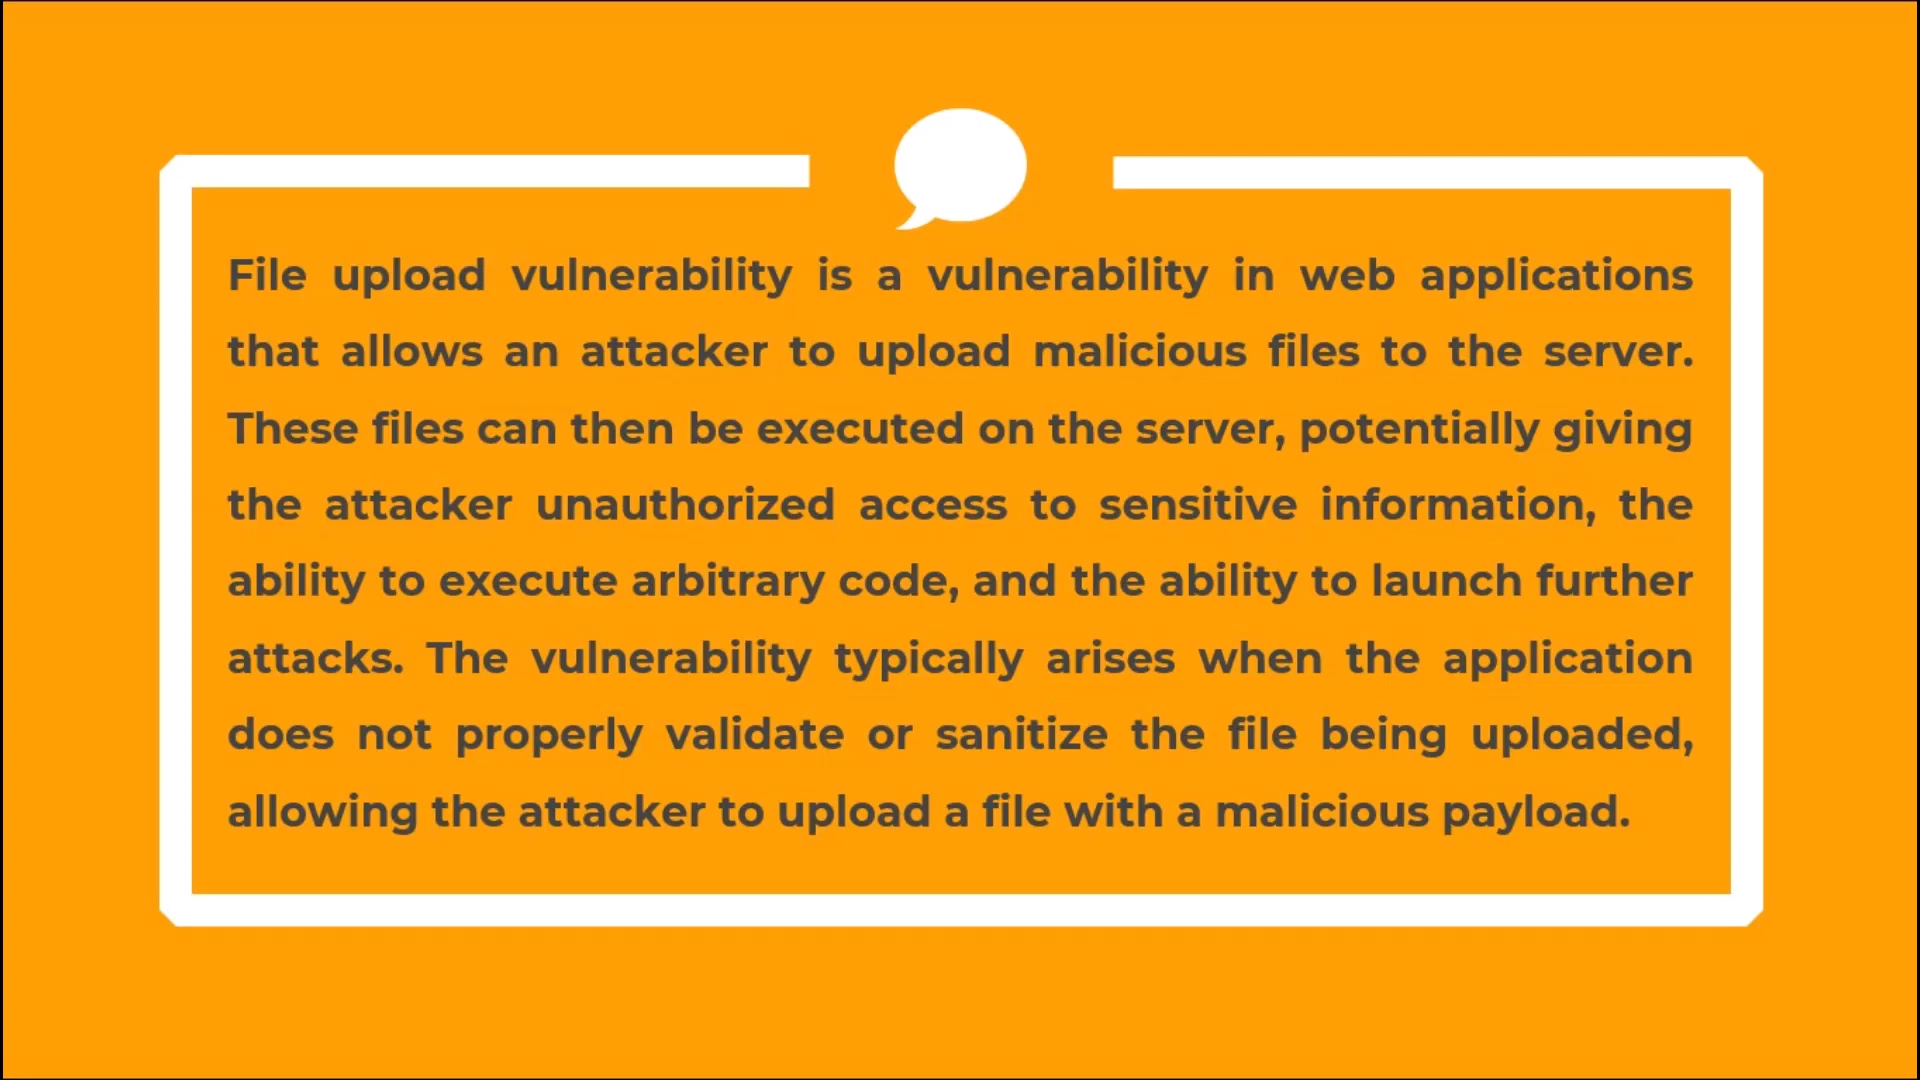 File upload vulnerability is a vulnerability in web applications
that allows an attacker to upload malicious files to the server.
These files can then be executed on the server, potentially giving
the attacker unauthorized access to sensitive information, the
ability to execute arbitrary code, and the ability to launch further
attacks. The vulnerability typically arises when the application
does not properly validate or sanitize the file being uploaded,
allowing the attacker to upload a file with a malicious payload.